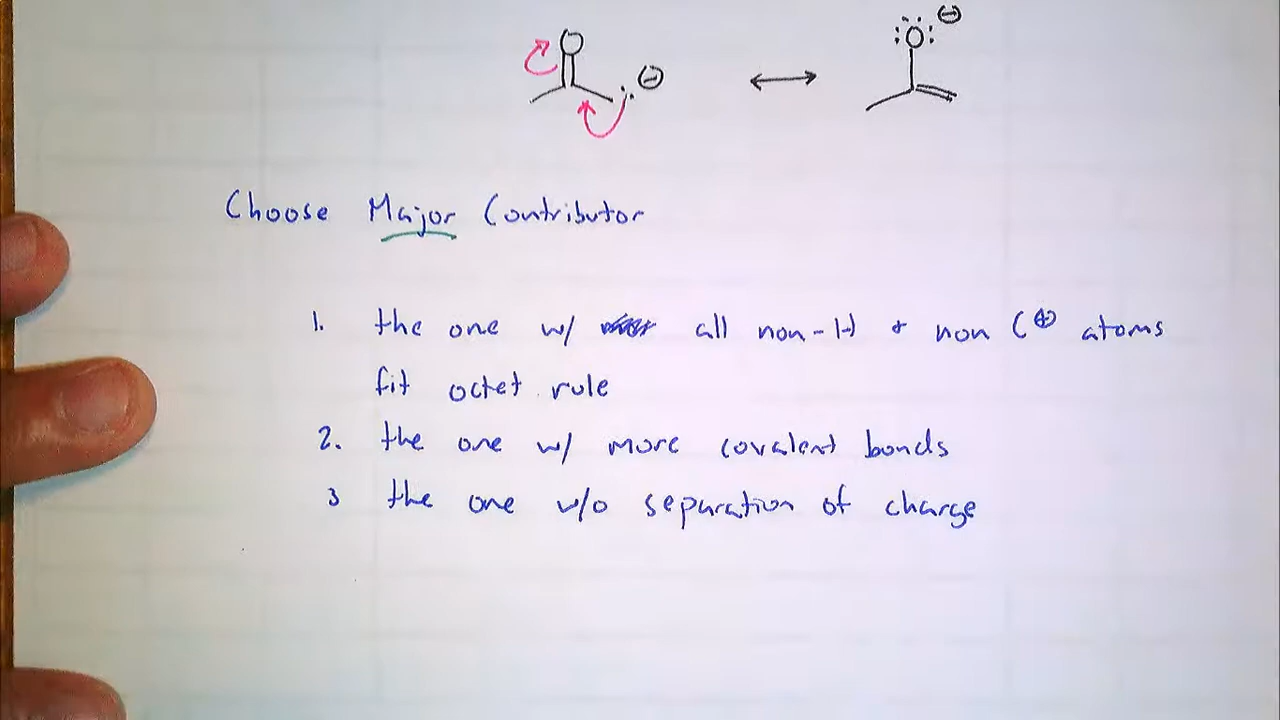 O ⊖ ↔ :Ö: ⊖
Choose Major Contributor
1. the one w/ all non-H + non C⊕ atoms
fit octet rule
2. the one w/ more covalent bonds
3 the one w/o separation of charge